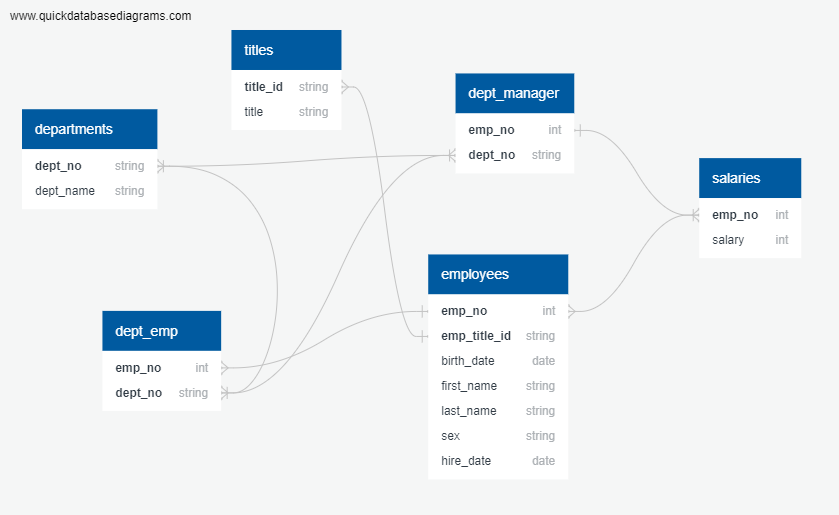 www.quickdatabasediagrams.com
titles
title_id string
title string
dept_manager
emp_no int
dept_no string
departments
dept_no string
dept_name string
salaries
emp_no int
salary int
employees
emp_no int
emp_title_id string
birth_date date
first_name string
last_name string
sex string
hire_date date
dept_emp
emp_no int
dept_no string